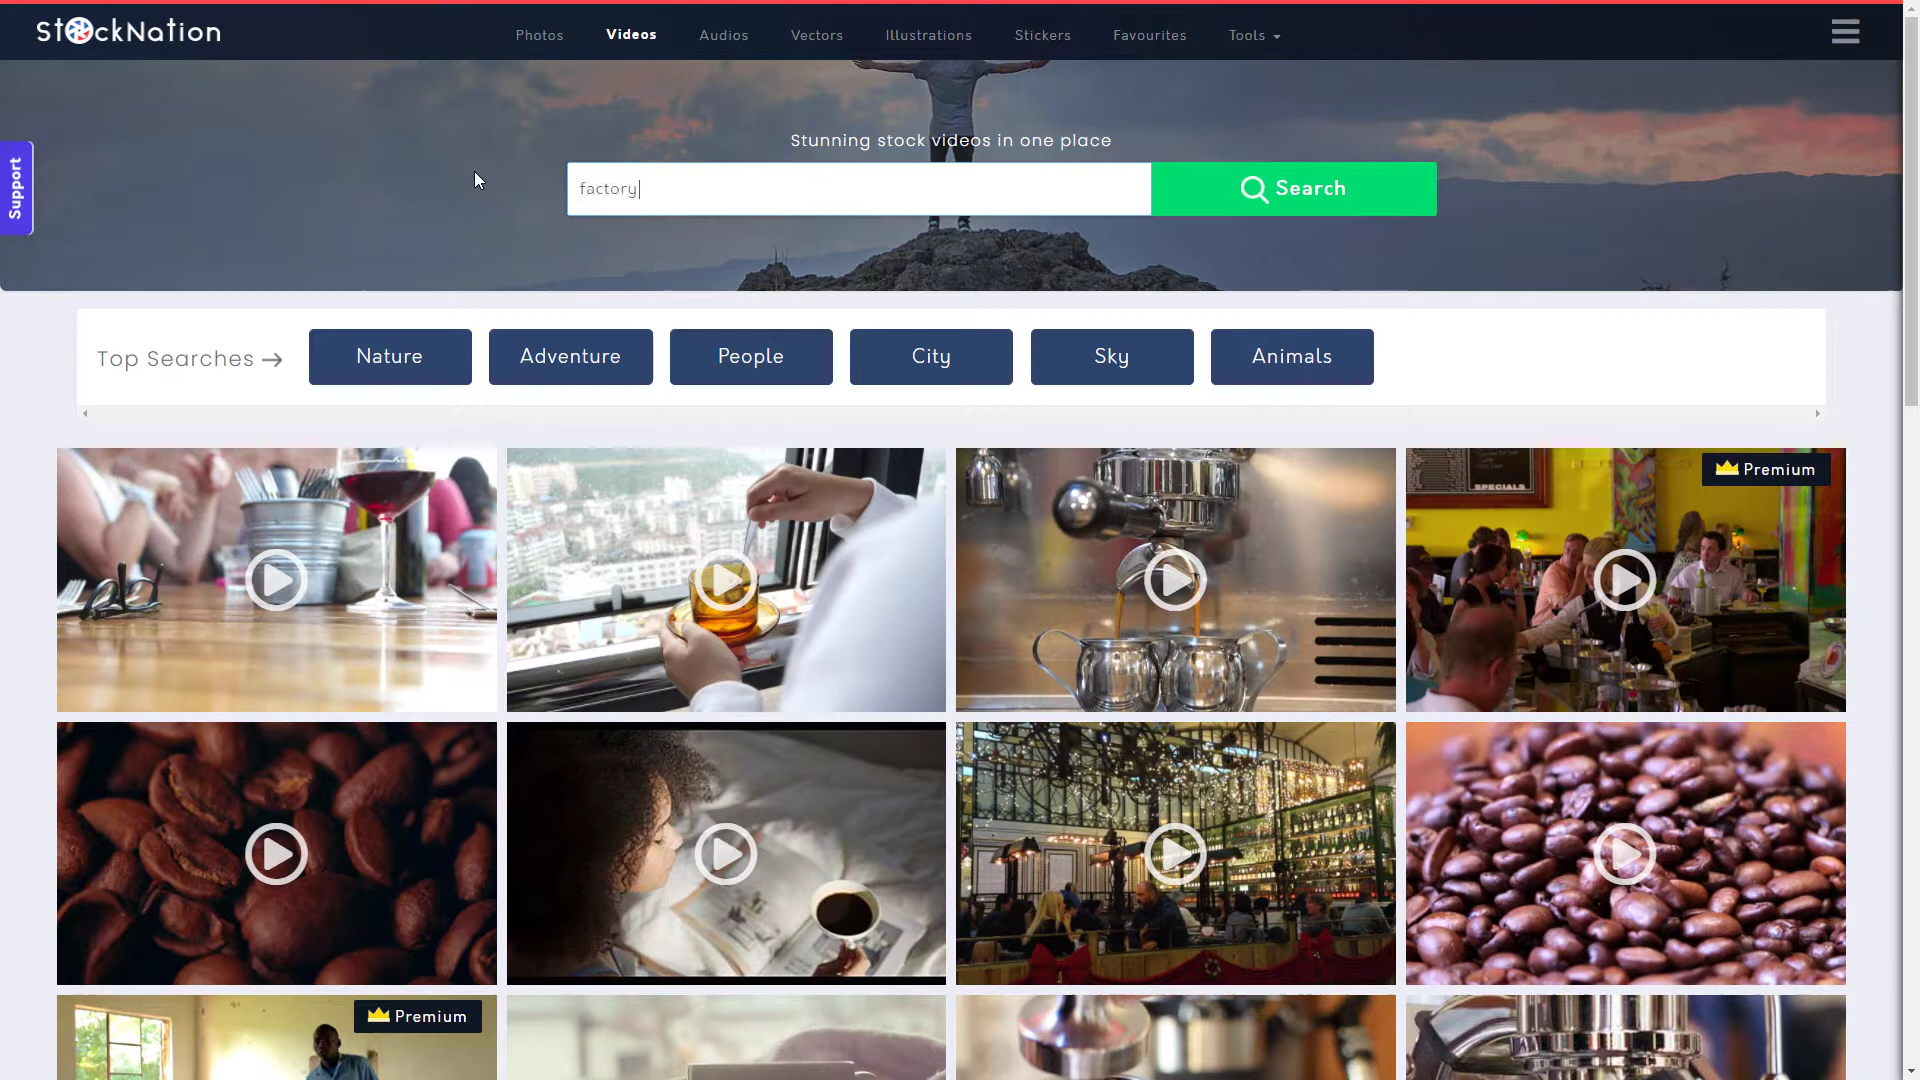 StockNation
Photos
Videos
Audios
Vectors
Illustrations
Stickers
Favourites
Tools
Support
Stunning stock videos in one place
factory
Search
Top Searches
Nature
Adventure
People
City
Sky
Animals
SPECIALS
Premium
Premium